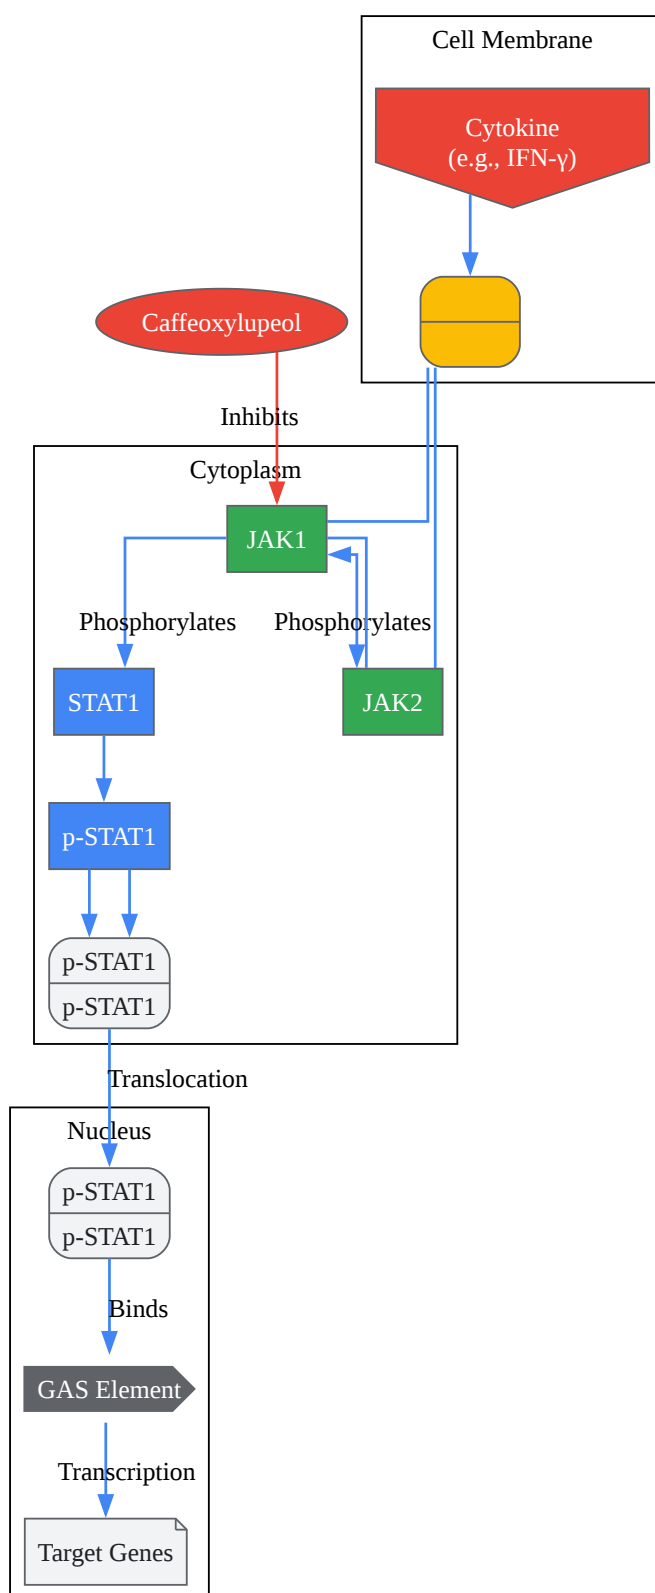 Cell Membrane
Cytokine
(e.g., IFN-γ)
Caffeoxylupeol
Inhibits
Cytoplasm
JAK1
Phosphorylates
Phosphorylates
STAT1
JAK2
p-STAT1
p-STAT1
p-STAT1
Translocation
Nucleus
p-STAT1
p-STAT1
Binds
GAS Element
Transcription
Target Genes